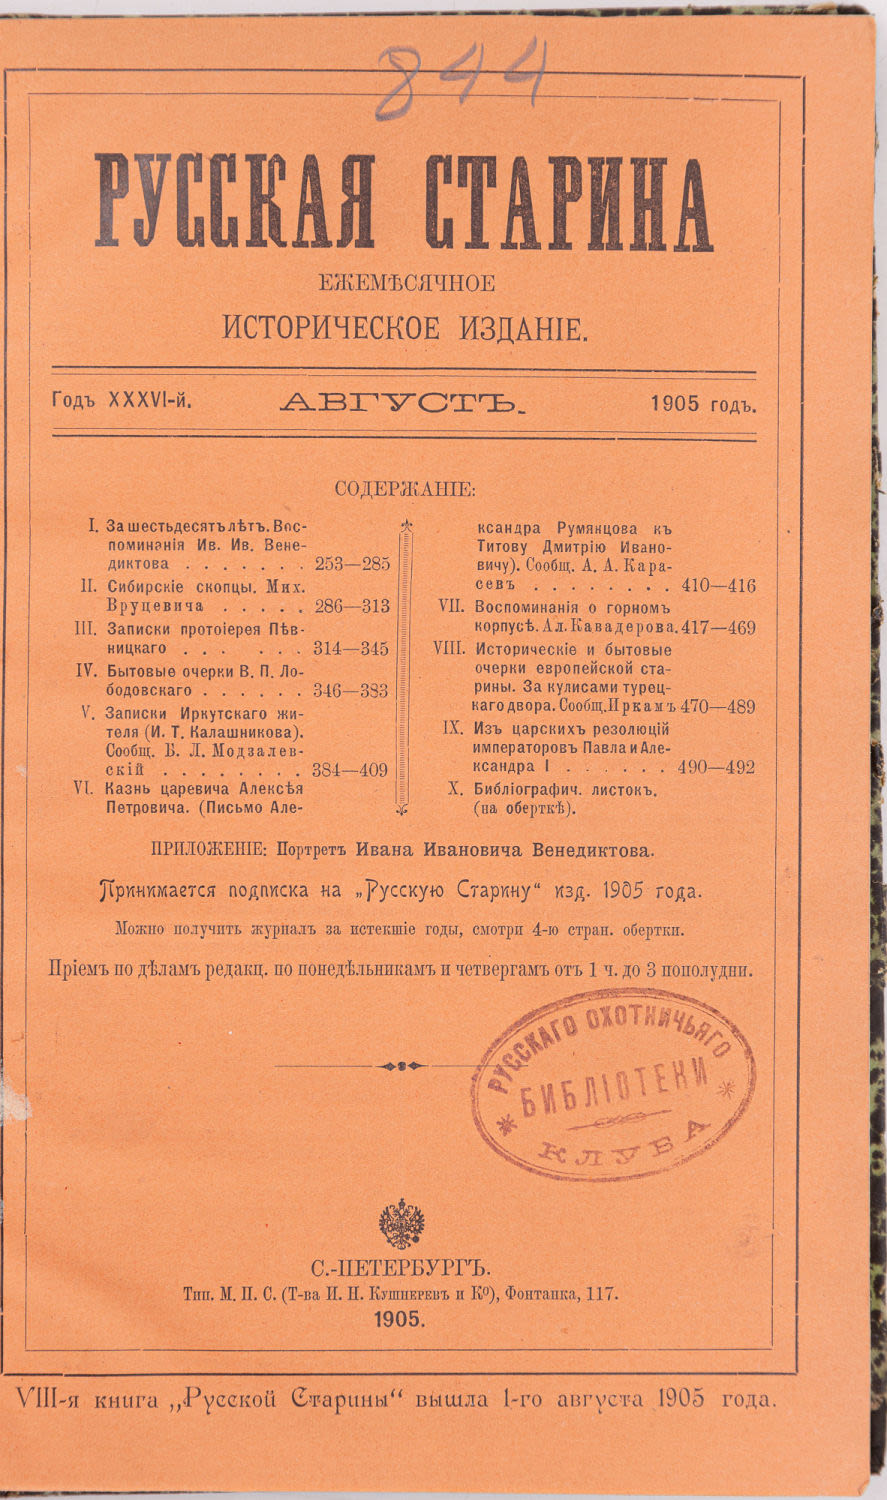 844
РУССКАЯ СТАРИНА
ЕЖЕМѢСЯЧНОЕ
ИСТОРИЧЕСКОЕ ИЗДАНІЕ.
Годъ XXXVI-й. АВГУСТЪ. 1905 годъ.
СОДЕРЖАНІЕ:
I. За шестьдесятъ лѣтъ. Вос-
поминанія Ив. Ив. Вене-
диктова . . . . . . . 253—285
II. Сибирскіе скопцы. Мих.
Вруцевича . . . . . 286—313
III. Записки протоіерея Пѣв-
ницкаго . . . . . . 314—345
IV. Бытовые очерки В. П. Ло-
бодовскаго . . . . . . 346—383
V. Записки Иркутскаго жи-
теля (И. Т. Калашникова).
Сообщ. Б. Л. Модзалев-
скій . . . . . . . . 384—409
VI. Казнь царевича Алексѣя
Петровича. (Письмо Але-
ксандра Румянцова къ
Титову Дмитрію Ивано-
вичу). Сообщ. А. А. Кара-
севъ . . . . . . . . 410—416
VII. Воспоминанія о горномъ
корпусѣ. Ал. Кавадерова. 417—469
VIII. Историческіе и бытовые
очерки европейской ста-
рины. За кулисами турец-
каго двора. Сообщ. Иркамъ 470—489
IX. Изъ царскихъ резолюцій
императоровъ Павла и Але-
ксандра I . . . . . . 490—492
X. Библіографич. листокъ.
(на оберткѣ).
ПРИЛОЖЕНІЕ: Портретъ Ивана Ивановича Венедиктова.
Принимается подписка на „Русскую Старину“ изд. 1905 года.
Можно получить журналъ за истекшіе годы, смотри 4-ю стран. обертки.
Пріемъ по дѣламъ редакц. по понедѣльникамъ и четвергамъ отъ 1 ч. до 3 пополудни.
РУССКАГО ОХОТНИЧЬЯГО
БИБЛІОТЕКИ
КЛУБА
С.-ПЕТЕРБУРГЪ.
Тип. М. П. С. (Т-ва И. Н. Кушнеревъ и Ко), Фонтанка, 117.
1905.
VIII-я книга „Русской Старины“ вышла 1-го августа 1905 года.